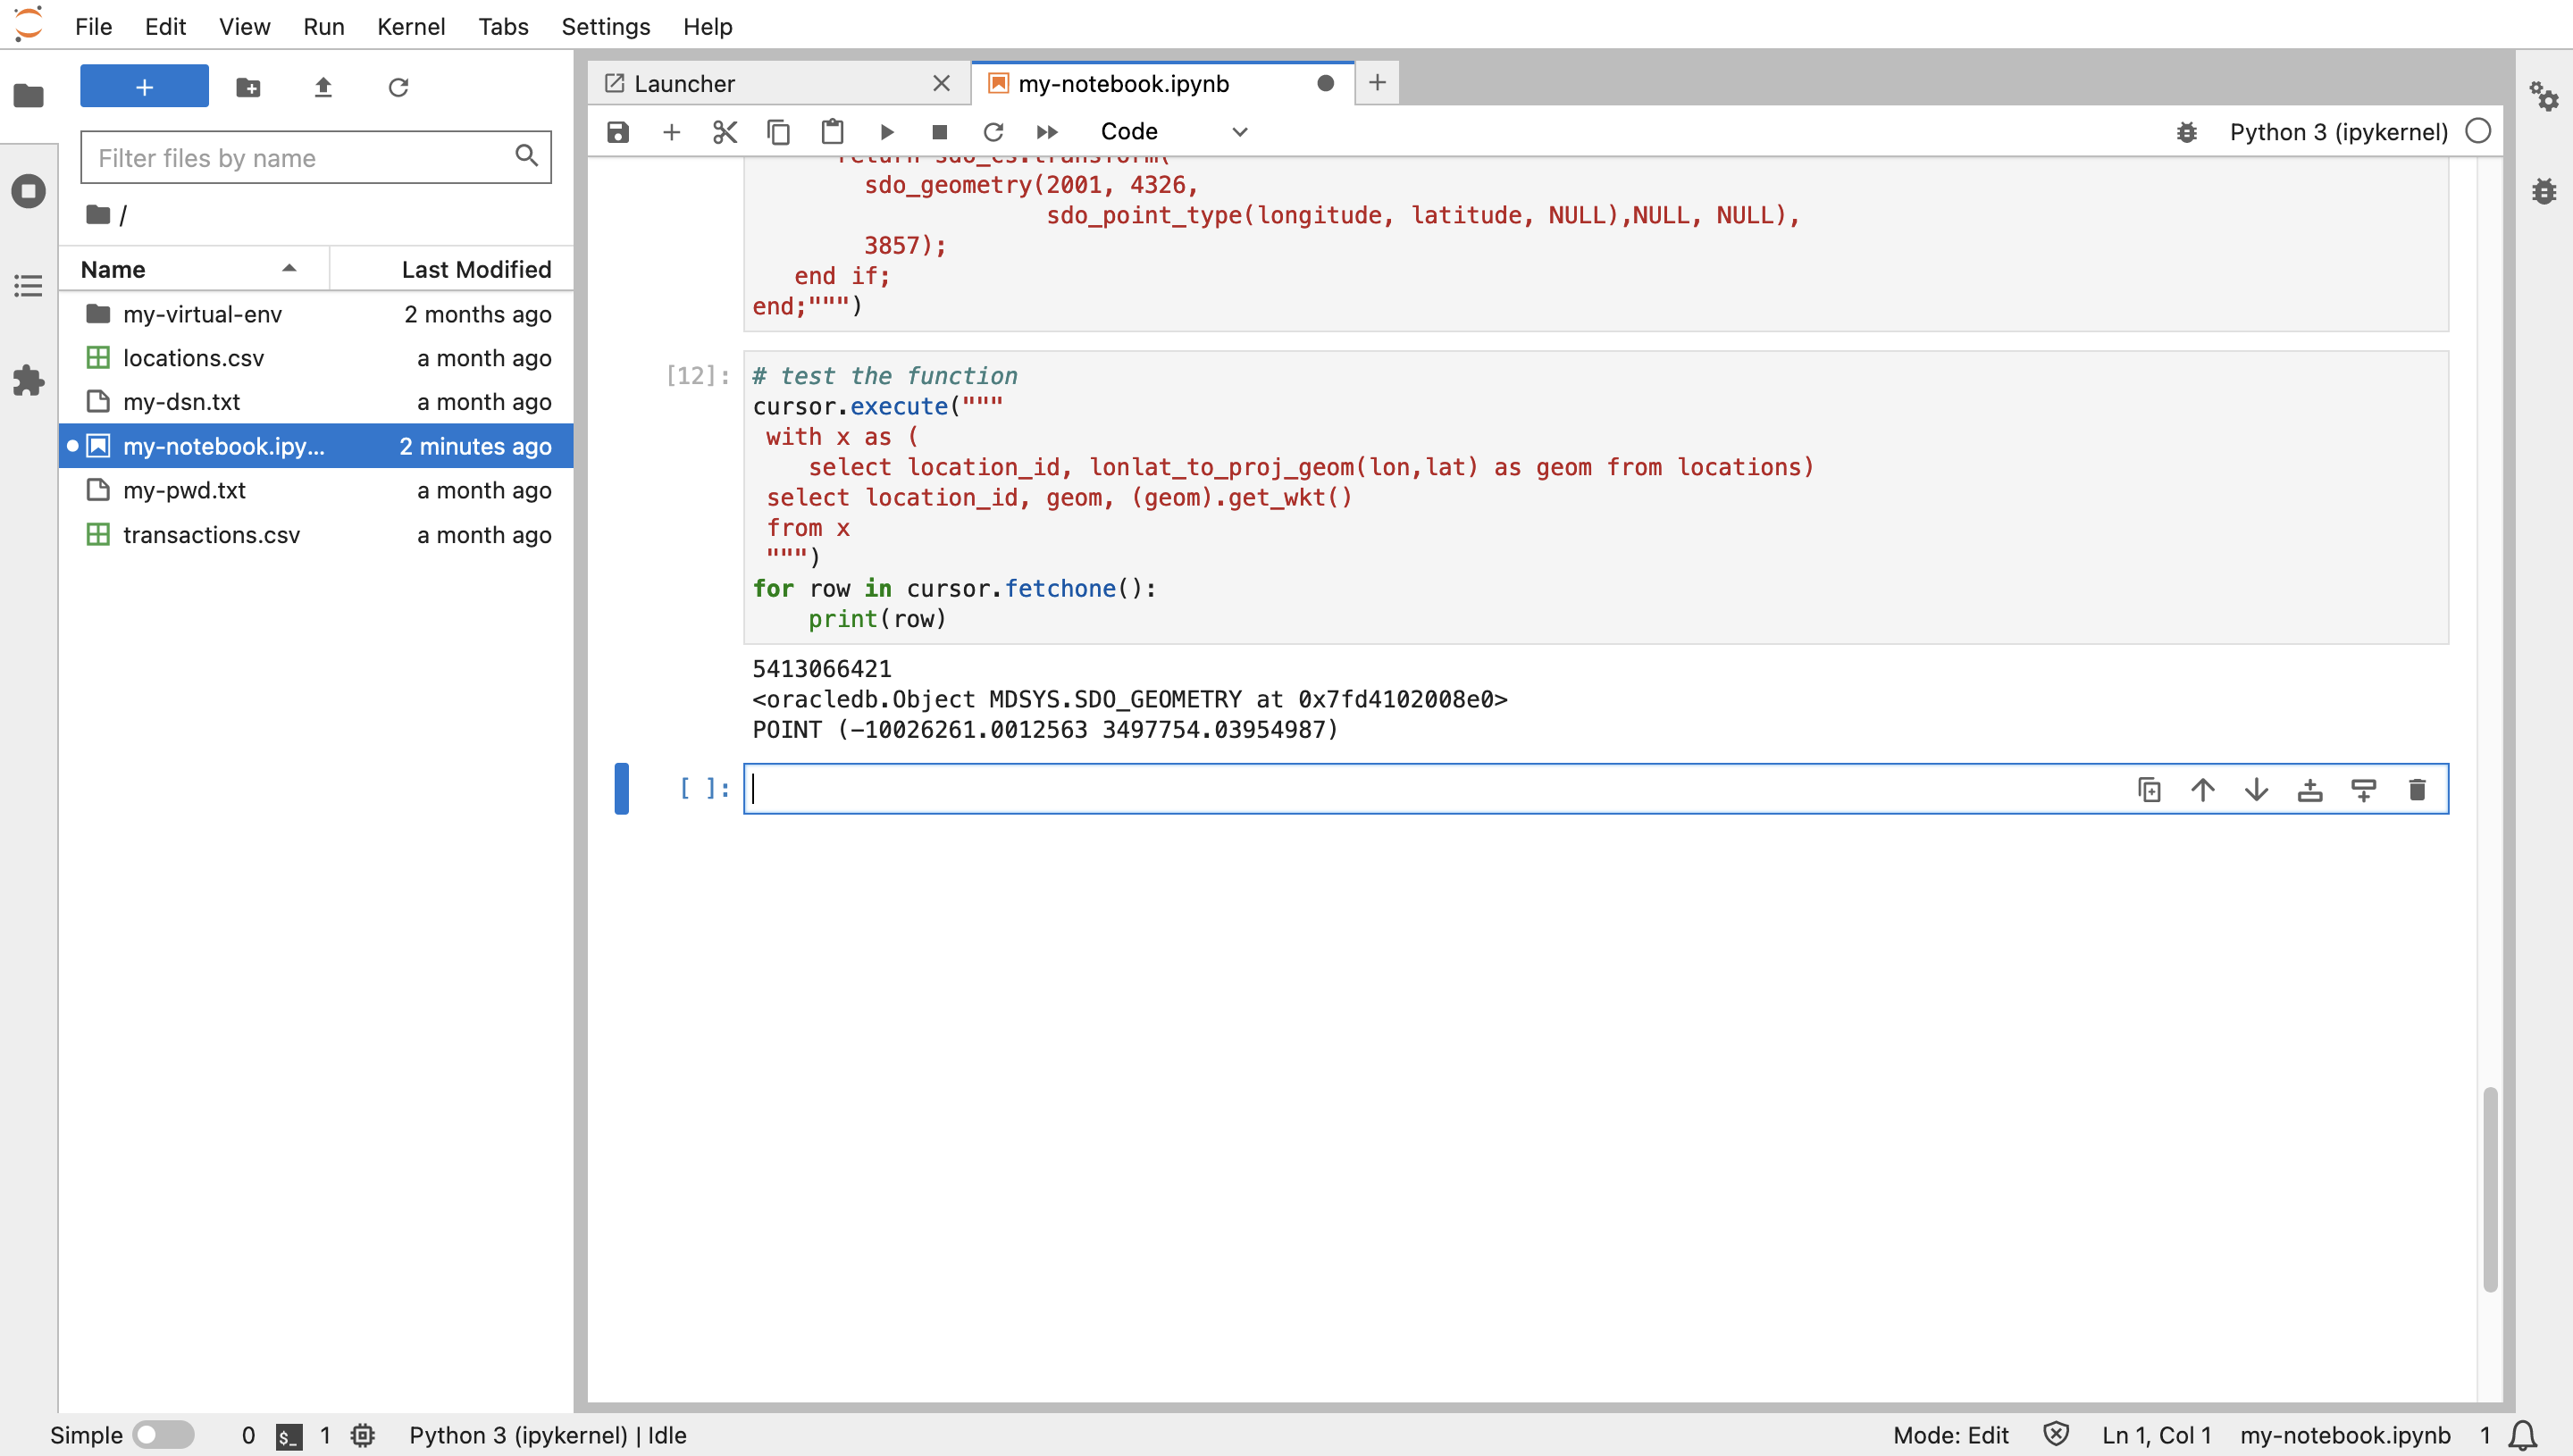 File Edit View Run Kernel Tabs Settings Help
+
Filter files by name
/
Name Last Modified
my-virtual-env 2 months ago
locations.csv a month ago
my-dsn.txt a month ago
my-notebook.ipy... 2 minutes ago
my-pwd.txt a month ago
transactions.csv a month ago
Launcher my-notebook.ipynb +
Code Python 3 (ipykernel)
return sdo_cs.transform(
sdo_geometry(2001, 4326,
sdo_point_type(longitude, latitude, NULL),NULL, NULL),
3857);
end if;
end;""")
[12]:
# test the function
cursor.execute("""
with x as (
select location_id, lonlat_to_proj_geom(lon,lat) as geom from locations)
select location_id, geom, (geom).get_wkt()
from x
""")
for row in cursor.fetchone():
print(row)
5413066421
<oracledb.Object MDSYS.SDO_GEOMETRY at 0x7fd4102008e0>
POINT (-10026261.0012563 3497754.03954987)
[ ]:
Simple 0 $_ 1 Python 3 (ipykernel) | Idle Mode: Edit Ln 1, Col 1 my-notebook.ipynb 1